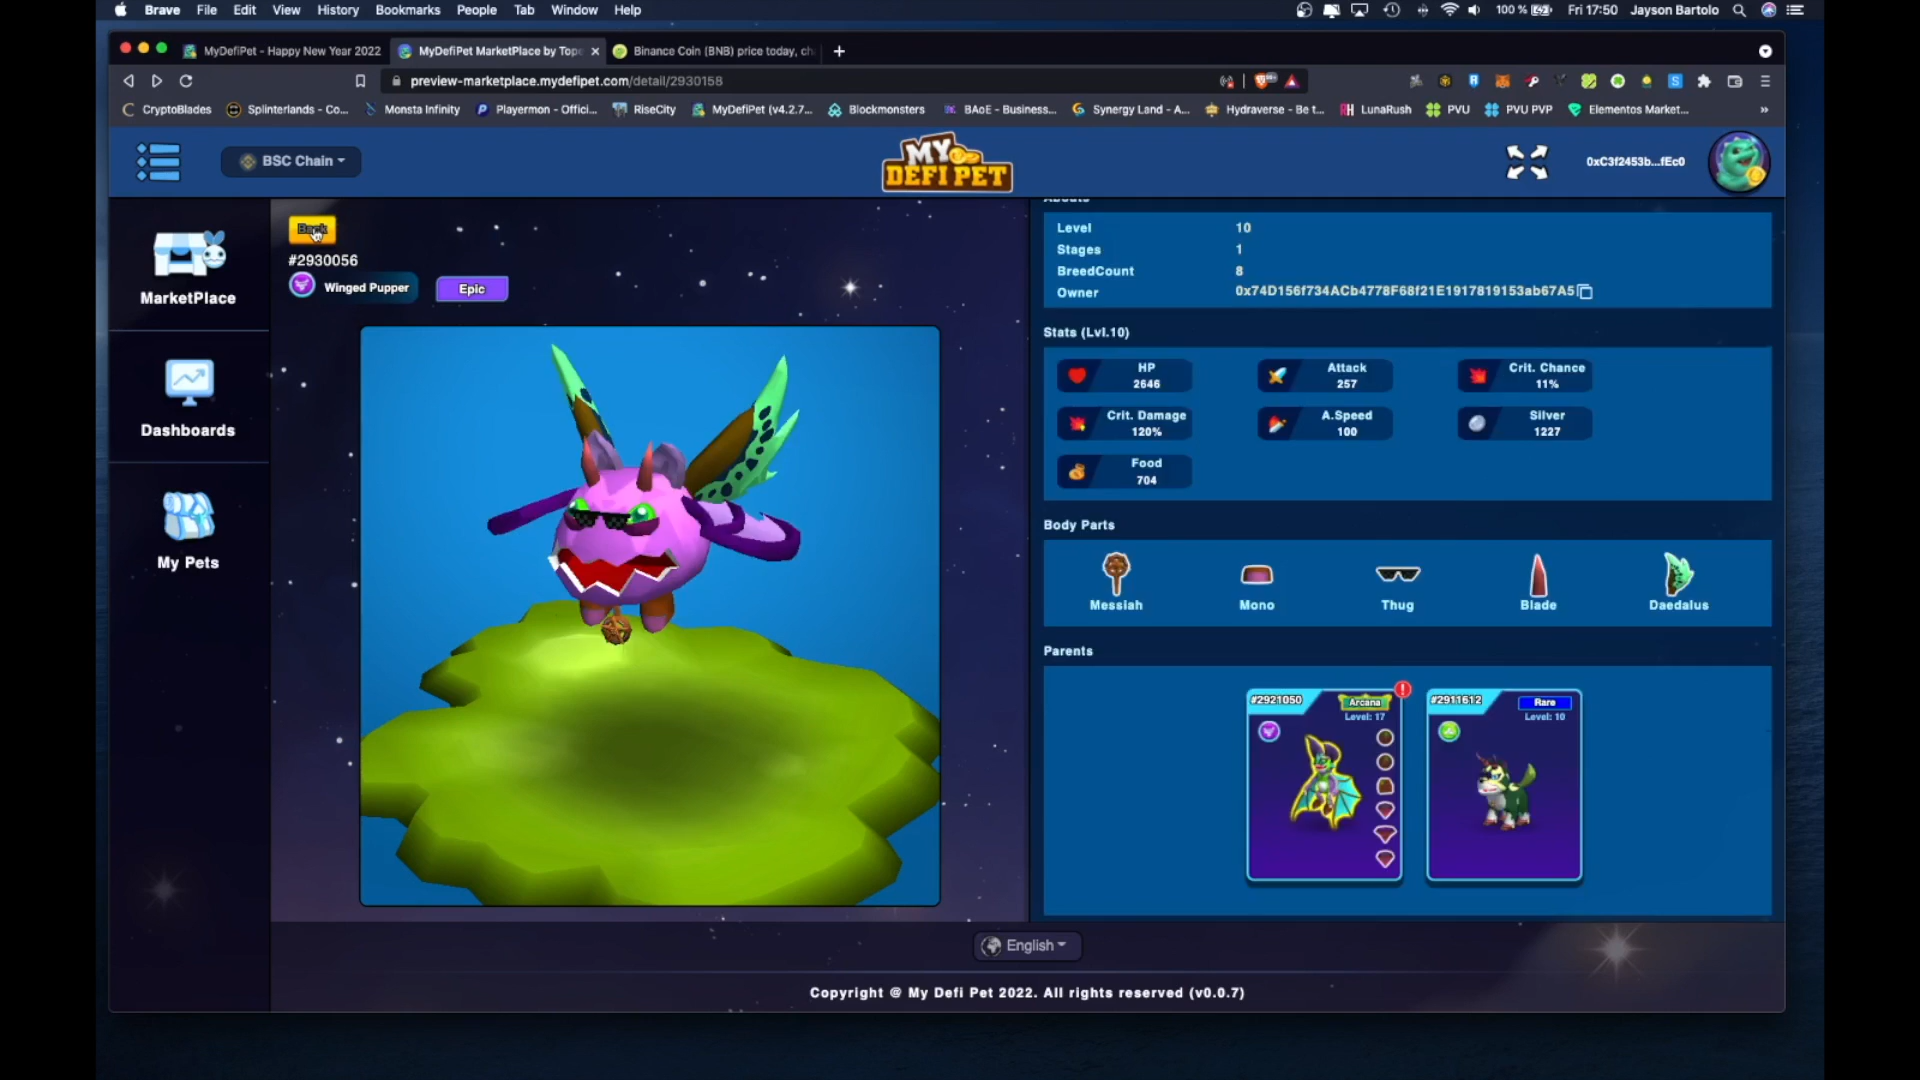 Brave File Edit View History Bookmarks People Tab Window Help 100 % Fri 17:50 Jayson Bartolo
MyDefiPet - Happy New Year 2022 MyDefiPet MarketPlace by Tope Binance Coin (BNB) price today, ch
preview-marketplace.mydefipet.com/detail/2930158
CryptoBlades Splinterlands - Co... Monsta Infinity Playermon - Offici... RiseCity MyDefiPet (v4.2.7... Blockmonsters BAoE - Business... Synergy Land - A... Hydraverse - Be t... LunaRush PVU PVU PVP Elementos Market...
BSC Chain
MY DEFI PET
0xC3f2453b...fEc0
MarketPlace
Dashboards
My Pets
Back
#2930056
Winged Pupper
Epic
Abouts
Level 10
Stages 1
BreedCount 8
Owner 0x74D156f734ACb4778F68f21E1917819153ab67A5
Stats (Lvl.10)
HP 2646
Attack 257
Crit. Chance 11%
Crit. Damage 120%
A.Speed 100
Silver 1227
Food 704
Body Parts
Messiah Mono Thug Blade Daedalus
Parents
#2921050 Arcana
Level: 17
#2911612 Rare
Level: 10
English
Copyright @ My Defi Pet 2022. All rights reserved (v0.0.7)